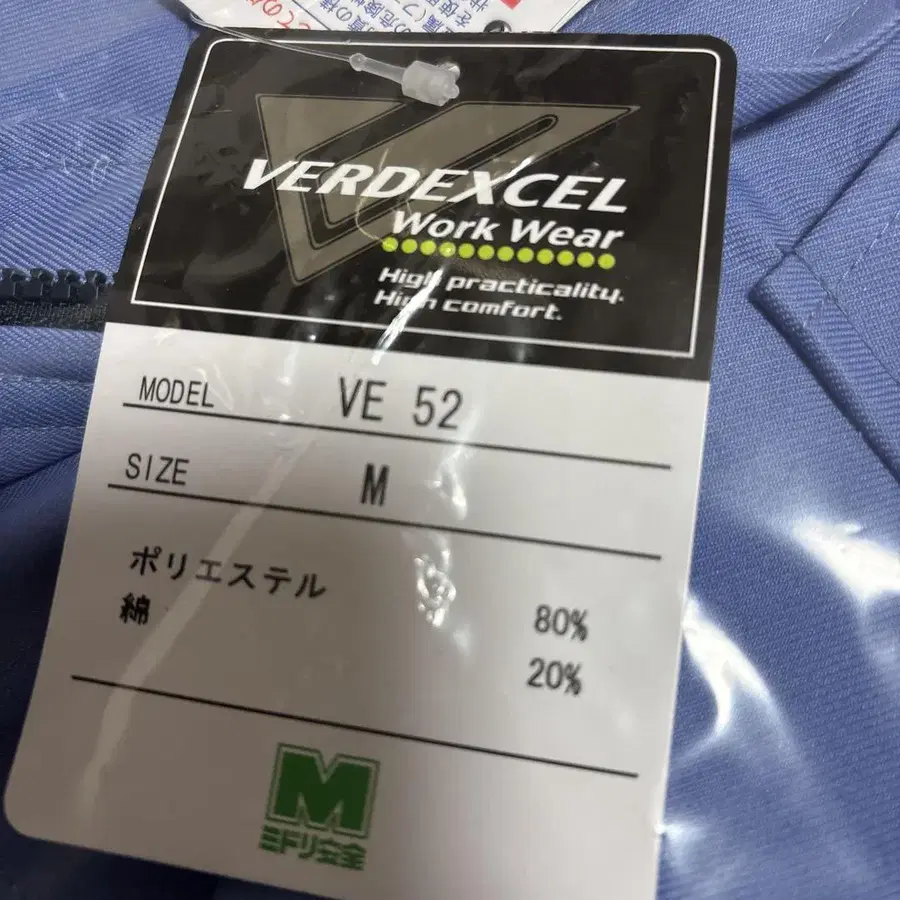 VERDEXCEL
Work Wear
High practicality.
High comfort.
MODEL VE 52
SIZE M
ポリエステル 80%
綿 20%
M
ミドリ安全